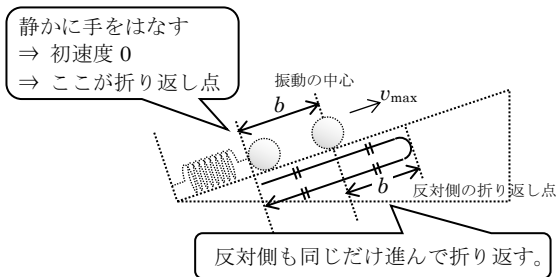 静かに手をはなす
⇒ 初速度 0
⇒ ここが折り返し点
振動の中心
b
v_max
b
反対側の折り返し点
反対側も同じだけ進んで折り返す。